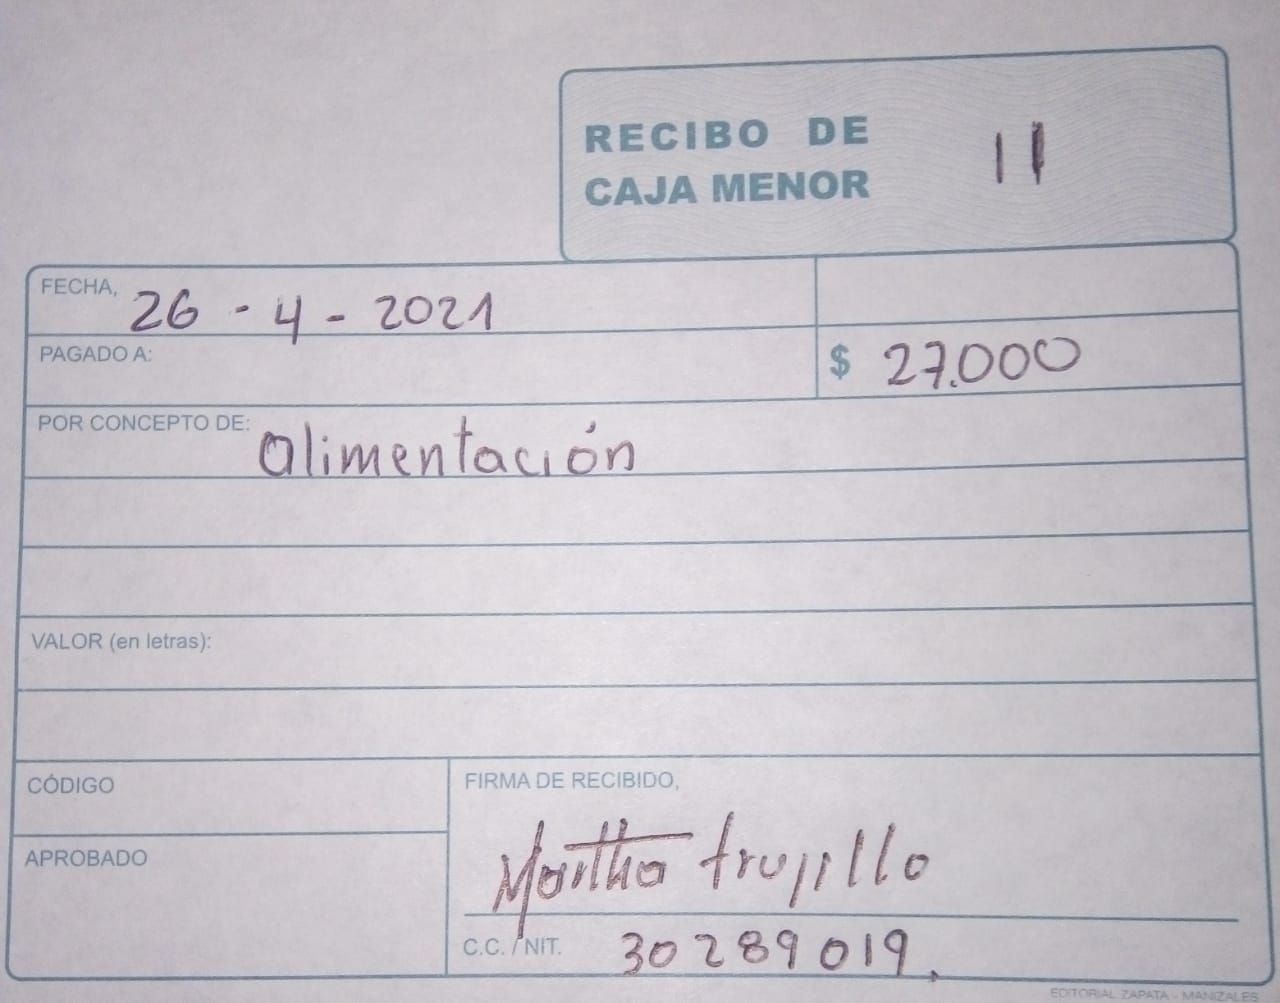 RECIBO DE
CAJA MENOR
11
FECHA, 26 - 4 - 2021
PAGADO A:
$ 27.000
POR CONCEPTO DE: alimentación
VALOR (en letras):
CÓDIGO
APROBADO
FIRMA DE RECIBIDO,
Martha trujillo
C.C. / NIT. 30289019.
EDITORIAL ZAPATA - MANIZALES